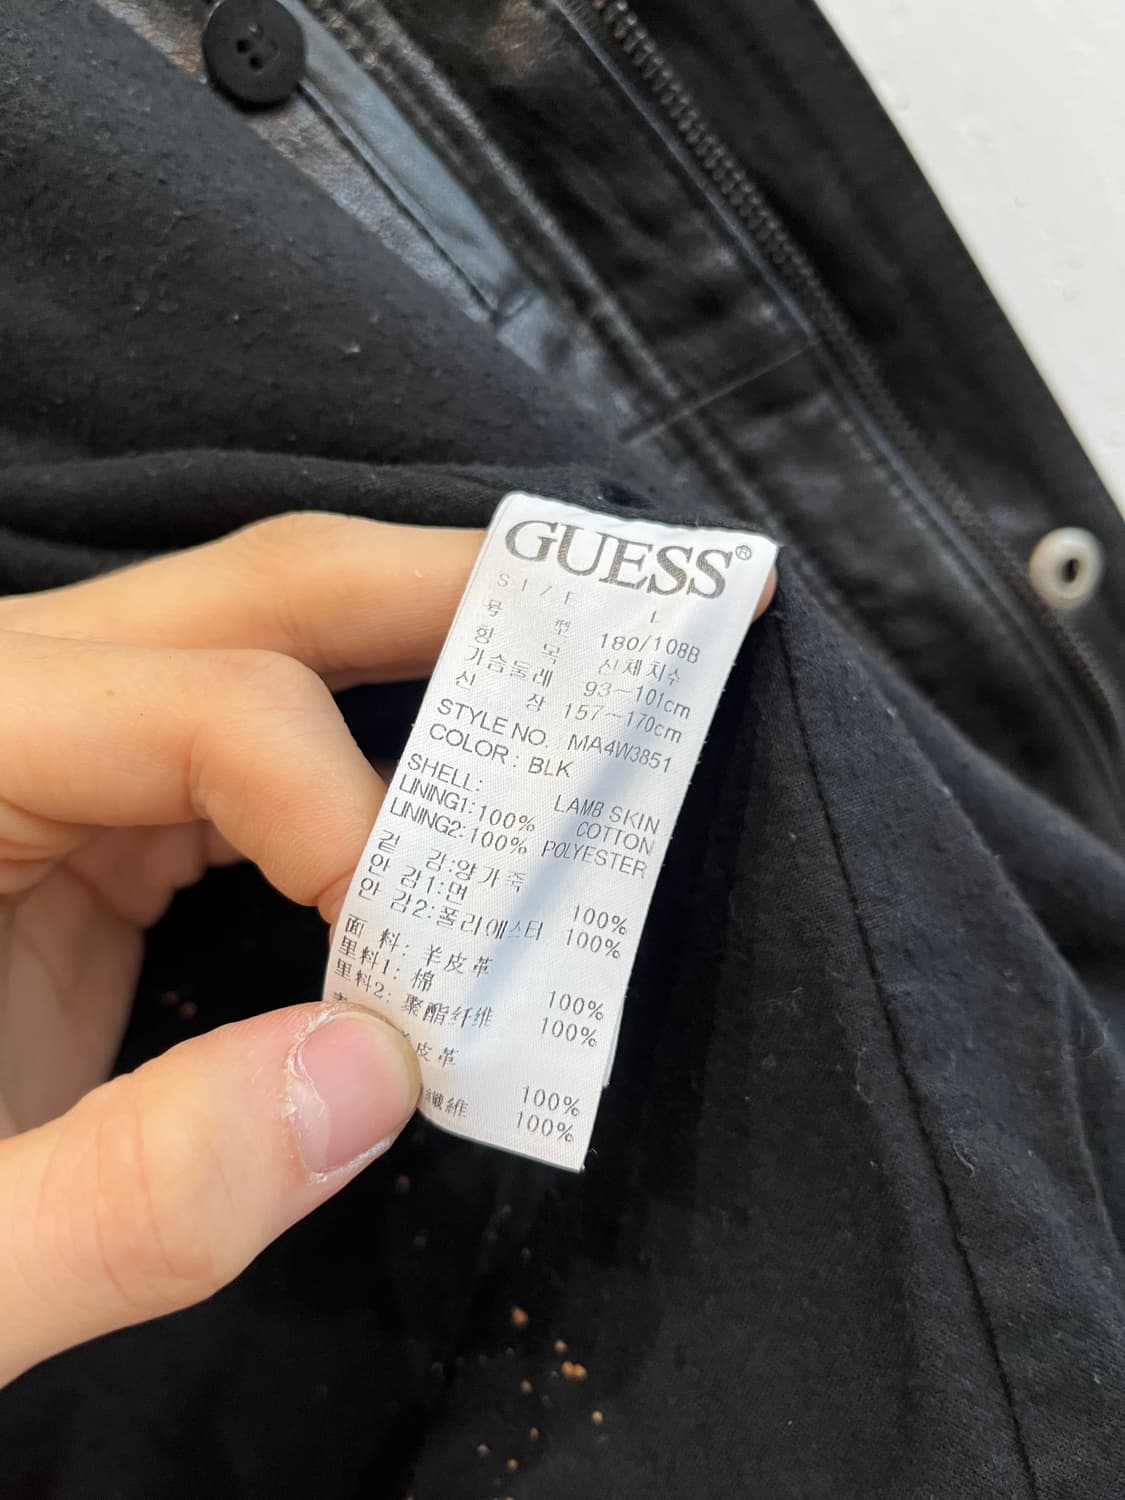 GUESS®
SIZE L
号 型 180/108B
항 목 신체치수
가슴둘레 93~101cm
신 장 157~170cm
STYLE NO. MA4W3851
COLOR: BLK
SHELL: LAMB SKIN
LINING1:100% COTTON
LINING2:100% POLYESTER
겉 감:양가죽
안 감1:면 100%
안 감2:폴리에스터 100%
面 料: 羊皮革
里料1: 棉 100%
里料2: 聚酯纤维 100%
皮革
100%
纖維 100%